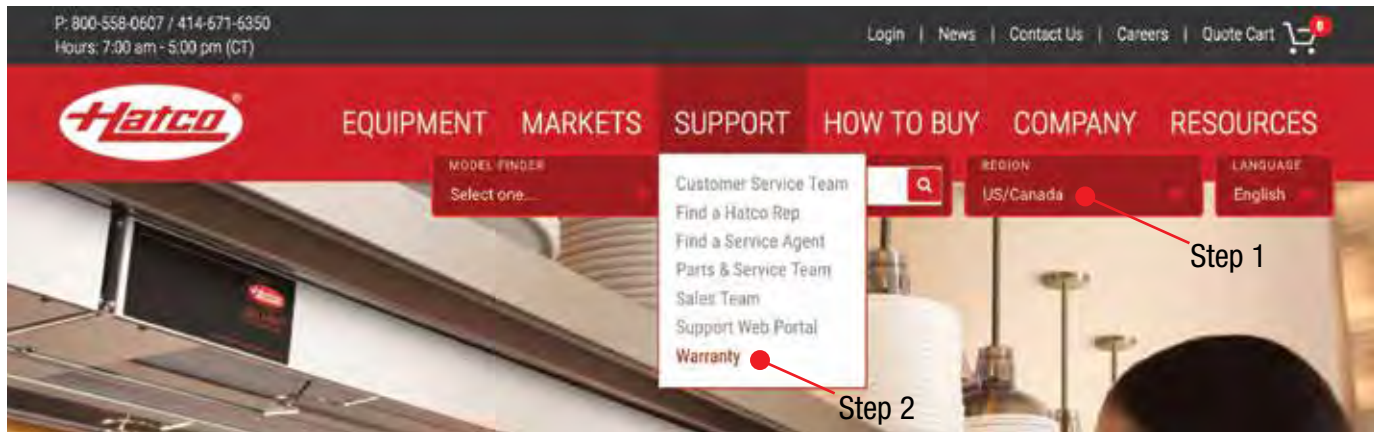 P: 800-558-0607 / 414-671-6350
Hours: 7:00 am - 5:00 pm (CT)
Login | News | Contact Us | Careers | Quote Cart 0
Hatco®
EQUIPMENT MARKETS SUPPORT HOW TO BUY COMPANY RESOURCES
MODEL FINDER
Select one...
REGION
US/Canada
LANGUAGE
English
Customer Service Team
Find a Hatco Rep
Find a Service Agent
Parts & Service Team
Sales Team
Support Web Portal
Warranty
Step 1
Step 2
Hatco